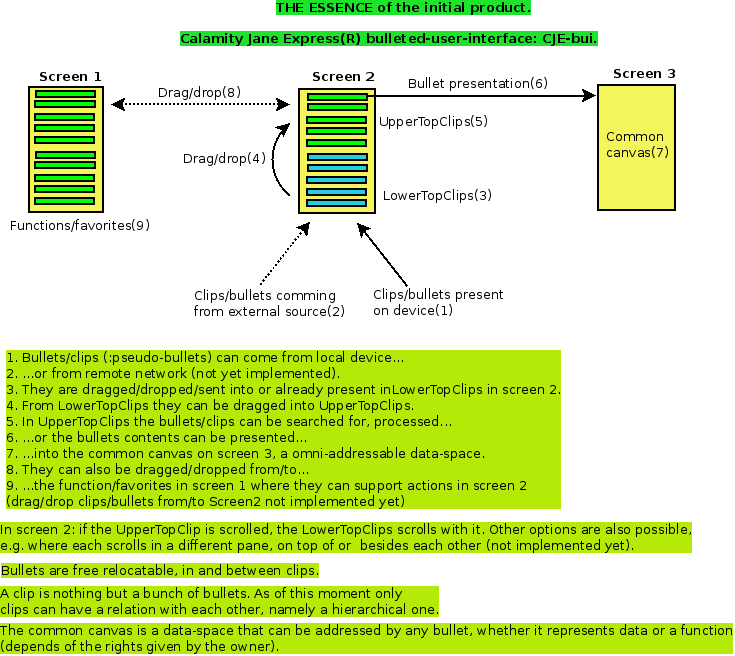 THE ESSENCE of the initial product.
Calamity Jane Express(R) bulleted-user-interface: CJE-bui.
Screen 1
Screen 2
Screen 3
Drag/drop(8)
Bullet presentation(6)
UpperTopClips(5)
Common
canvas(7)
Drag/drop(4)
LowerTopClips(3)
Functions/favorites(9)
Clips/bullets comming
from external source(2)
Clips/bullets present
on device(1)
1. Bullets/clips (:pseudo-bullets) can come from local device...
2. ...or from remote network (not yet implemented).
3. They are dragged/dropped/sent into or already present inLowerTopClips in screen 2.
4. From LowerTopClips they can be dragged into UpperTopClips.
5. In UpperTopClips the bullets/clips can be searched for, processed...
6. ...or the bullets contents can be presented...
7. ...into the common canvas on screen 3, a omni-addressable data-space.
8. They can also be dragged/dropped from/to...
9. ...the function/favorites in screen 1 where they can support actions in screen 2
(drag/drop clips/bullets from/to Screen2 not implemented yet)
In screen 2: if the UpperTopClip is scrolled, the LowerTopClips scrolls with it. Other options are also possible,
e.g. where each scrolls in a different pane, on top of or  besides each other (not implemented yet).
Bullets are free relocatable, in and between clips.
A clip is nothing but a bunch of bullets. As of this moment only
clips can have a relation with each other, namely a hierarchical one.
The common canvas is a data-space that can be addressed by any bullet, whether it represents data or a function
(depends of the rights given by the owner).